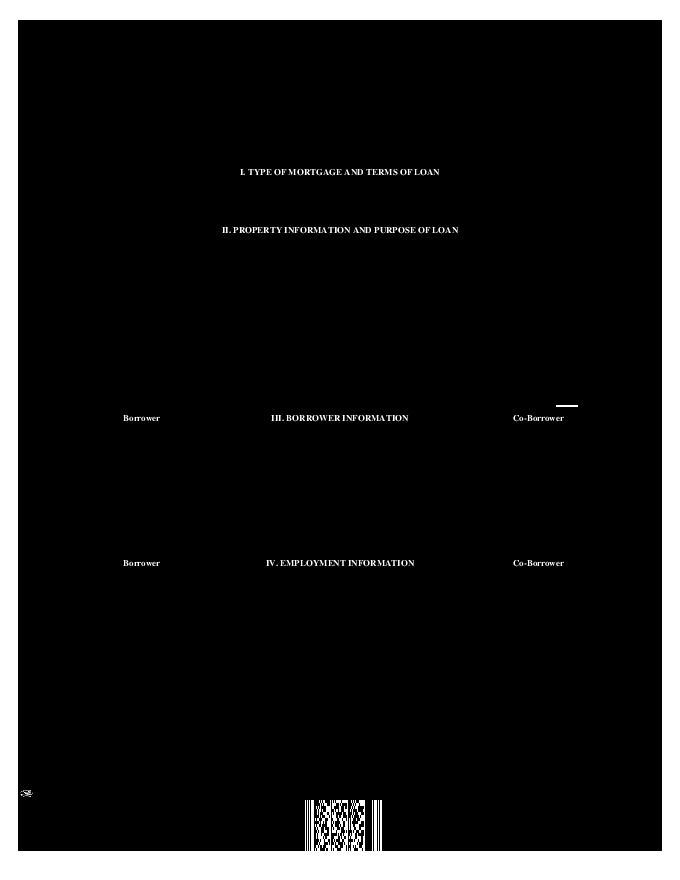 I. TYPE OF MORTGAGE AND TERMS OF LOAN
II. PROPERTY INFORMATION AND PURPOSE OF LOAN
Borrower III. BORROWER INFORMATION Co-Borrower
Borrower IV. EMPLOYMENT INFORMATION Co-Borrower